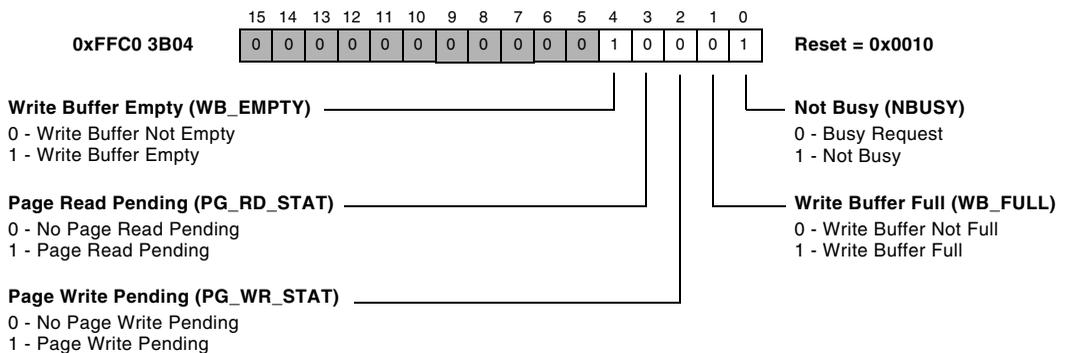 15 14 13 12 11 10 9 8 7 6 5 4 3 2 1 0
0xFFC0 3B04 0 0 0 0 0 0 0 0 0 0 0 1 0 0 0 1 Reset = 0x0010
Write Buffer Empty (WB_EMPTY)
0 - Write Buffer Not Empty
1 - Write Buffer Empty
Not Busy (NBUSY)
0 - Busy Request
1 - Not Busy
Page Read Pending (PG_RD_STAT)
0 - No Page Read Pending
1 - Page Read Pending
Write Buffer Full (WB_FULL)
0 - Write Buffer Not Full
1 - Write Buffer Full
Page Write Pending (PG_WR_STAT)
0 - No Page Write Pending
1 - Page Write Pending